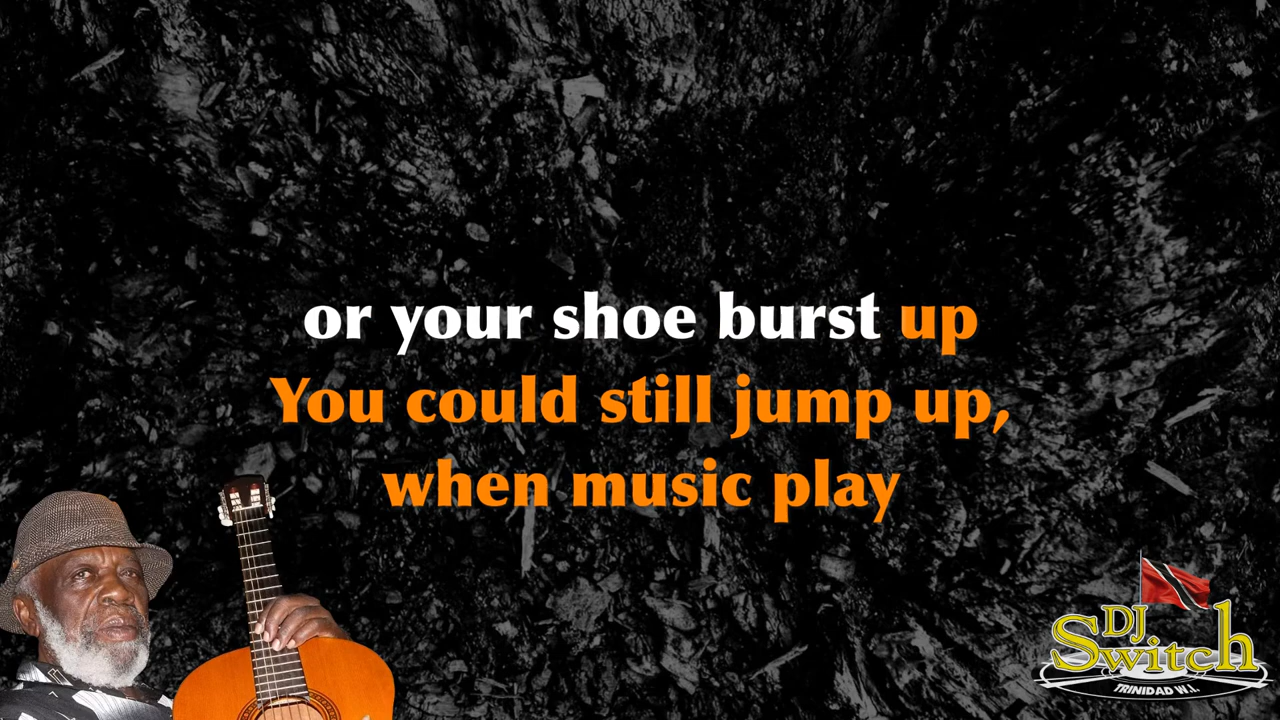 or your shoe burst up
You could still jump up,
when music play
DJ
Switch
TRINIDAD W.I.